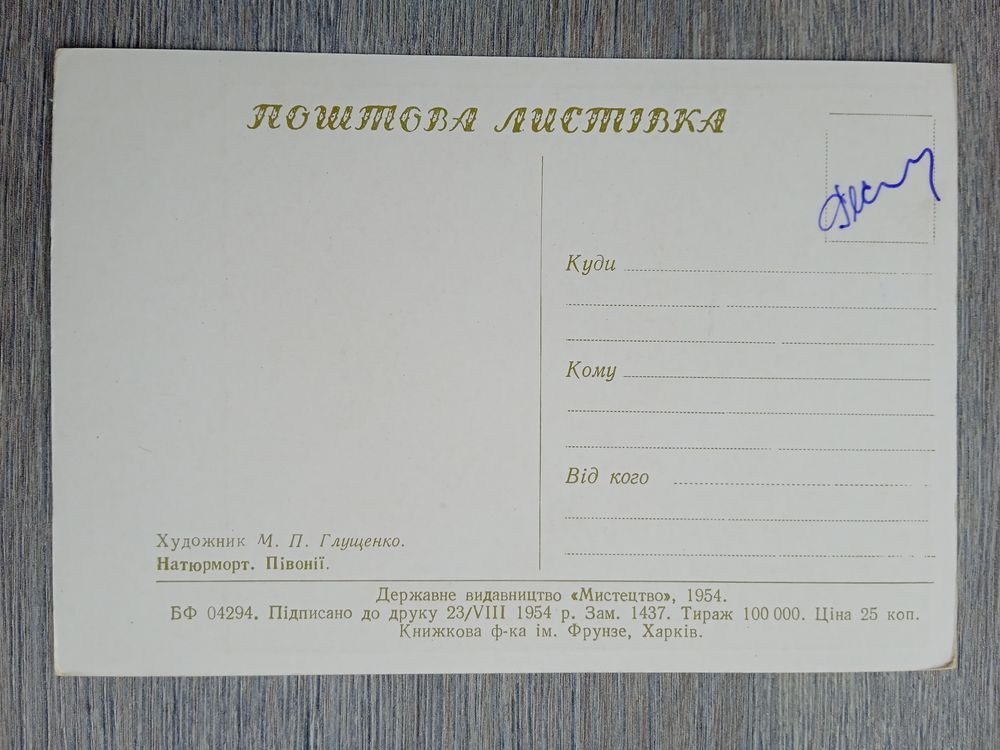 ПОШТОВА ЛИСТІВКА
Куди
Кому
Від кого
Художник М. П. Глущенко.
Натюрморт. Півонії.
Державне видавництво «Мистецтво», 1954.
БФ 04294. Підписано до друку 23/VIII 1954 р. Зам. 1437. Тираж 100 000. Ціна 25 коп.
Книжкова ф-ка ім. Фрунзе, Харків.